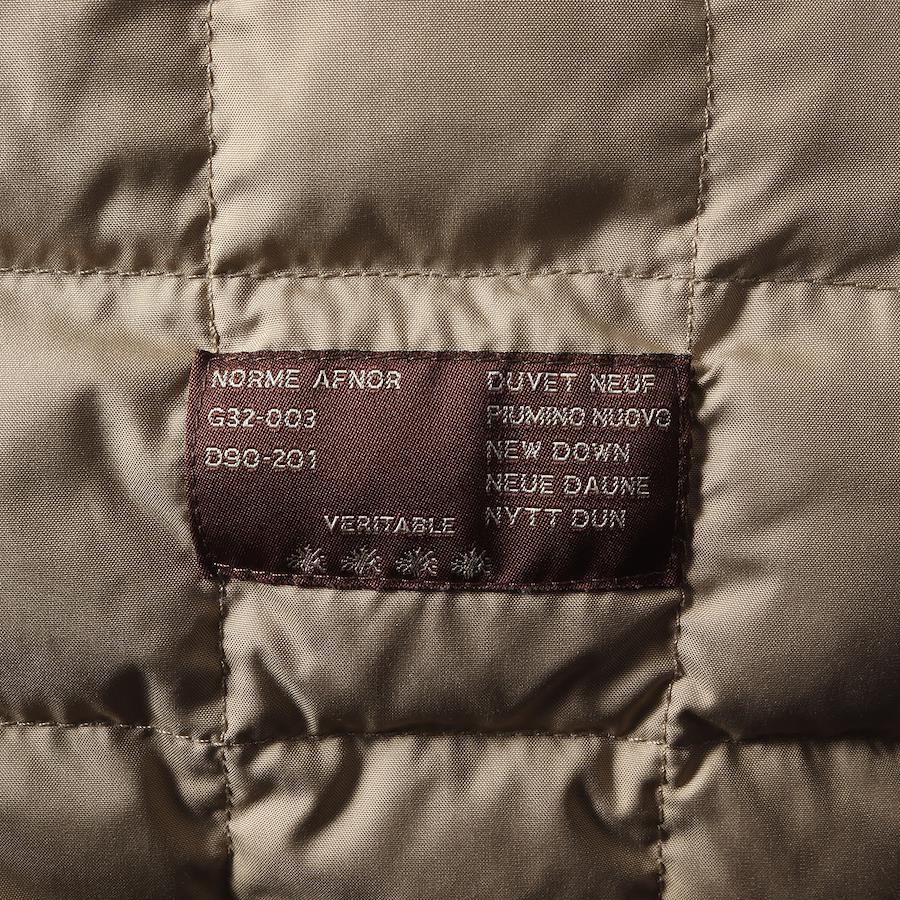 NORME AFNOR
G32-003
D90-201
VERITABLE
DUVET NEUF
PIUMINO NUOVO
NEW DOWN
NEUE DAUNE
NYTT DUN